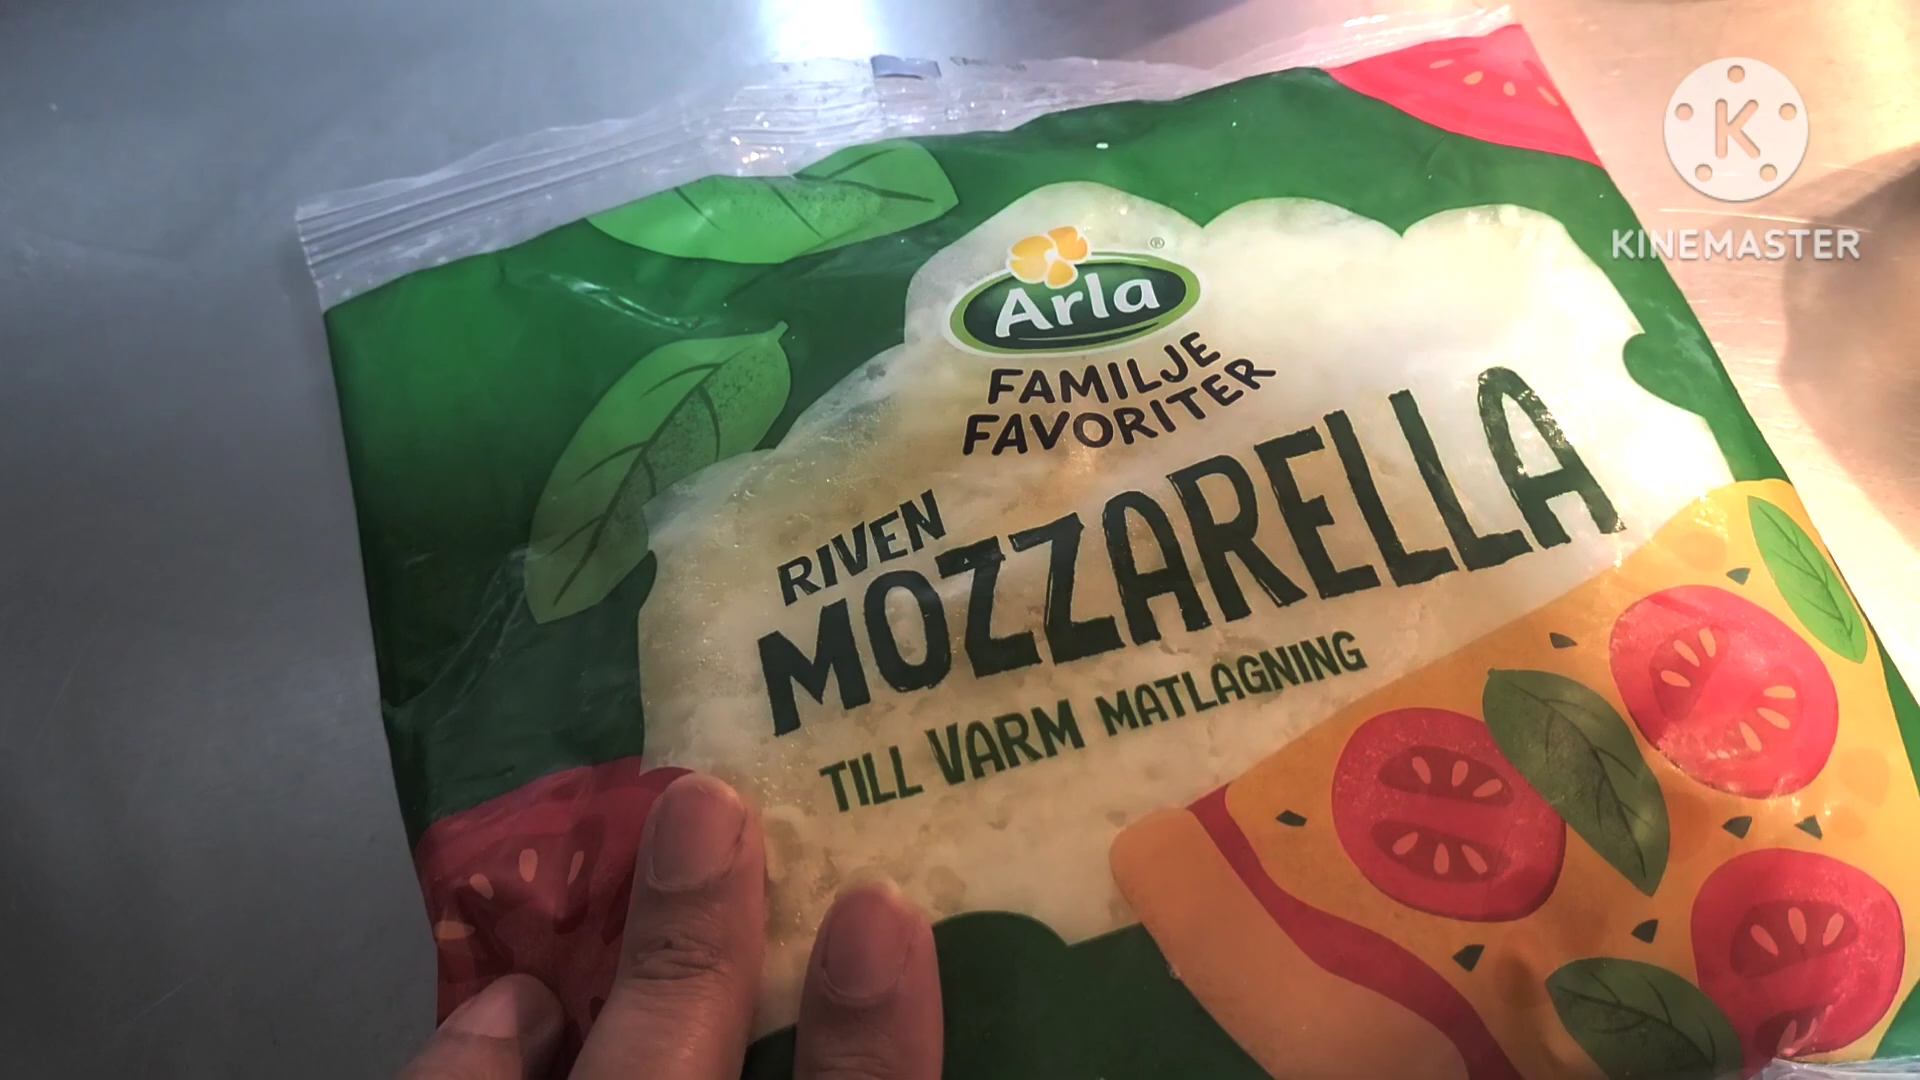 Arla
FAMILJE
FAVORITER
RIVEN
MOZZARELLA
TILL VARM MATLAGNING
K
KINEMASTER